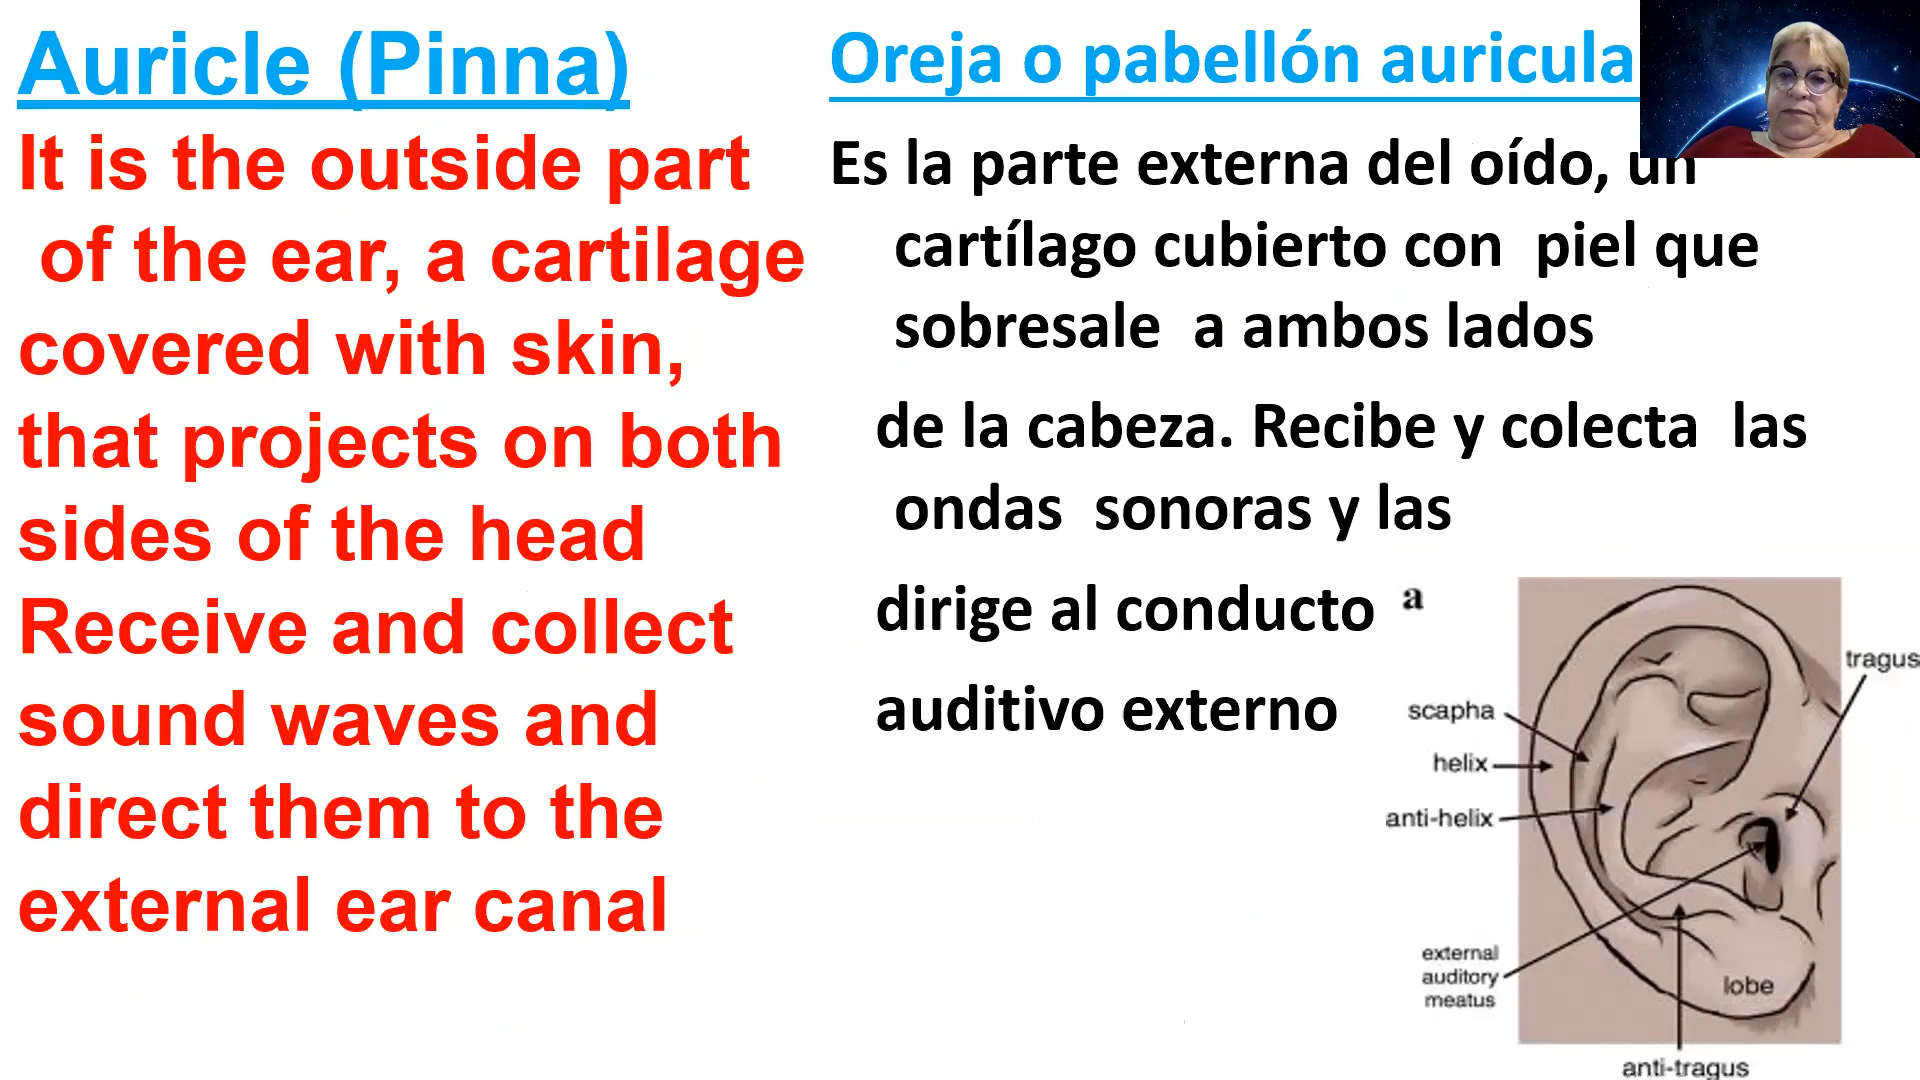 Auricle (Pinna)
It is the outside part
of the ear, a cartilage
covered with skin,
that projects on both
sides of the head
Receive and collect
sound waves and
direct them to the
external ear canal
Oreja o pabellón auricula
Es la parte externa del oído, un
cartílago cubierto con piel que
sobresale a ambos lados
de la cabeza. Recibe y colecta las
ondas sonoras y las
dirige al conducto
auditivo externo
a
tragus
scapha
helix
anti-helix
external
auditory
meatus
lobe
anti-tragus